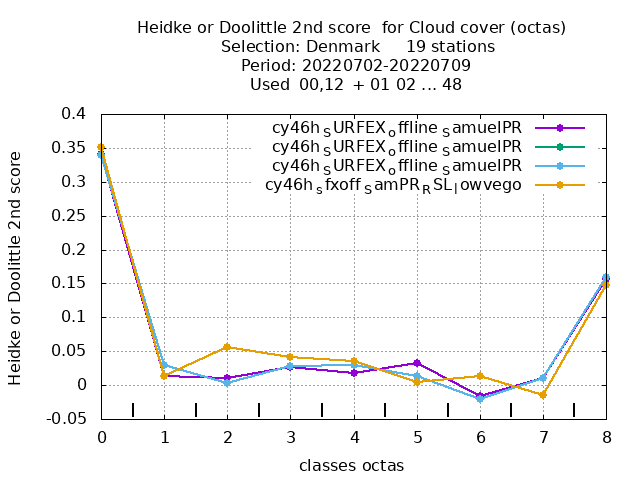 Heidke or Doolittle 2nd score  for Cloud cover (octas)
Selection: Denmark     19 stations
Period: 20220702-20220709
Used  00,12  + 01 02 ... 48
cy46h_SURFEX_offline_SamuelPR
cy46h_SURFEX_offline_SamuelPR
cy46h_SURFEX_offline_SamuelPR
cy46h_sfxoff_SamPR_RSL_lowvego
Heidke or Doolittle 2nd score
0.4
0.35
0.3
0.25
0.2
0.15
0.1
0.05
0
-0.05
0 1 2 3 4 5 6 7 8
classes octas